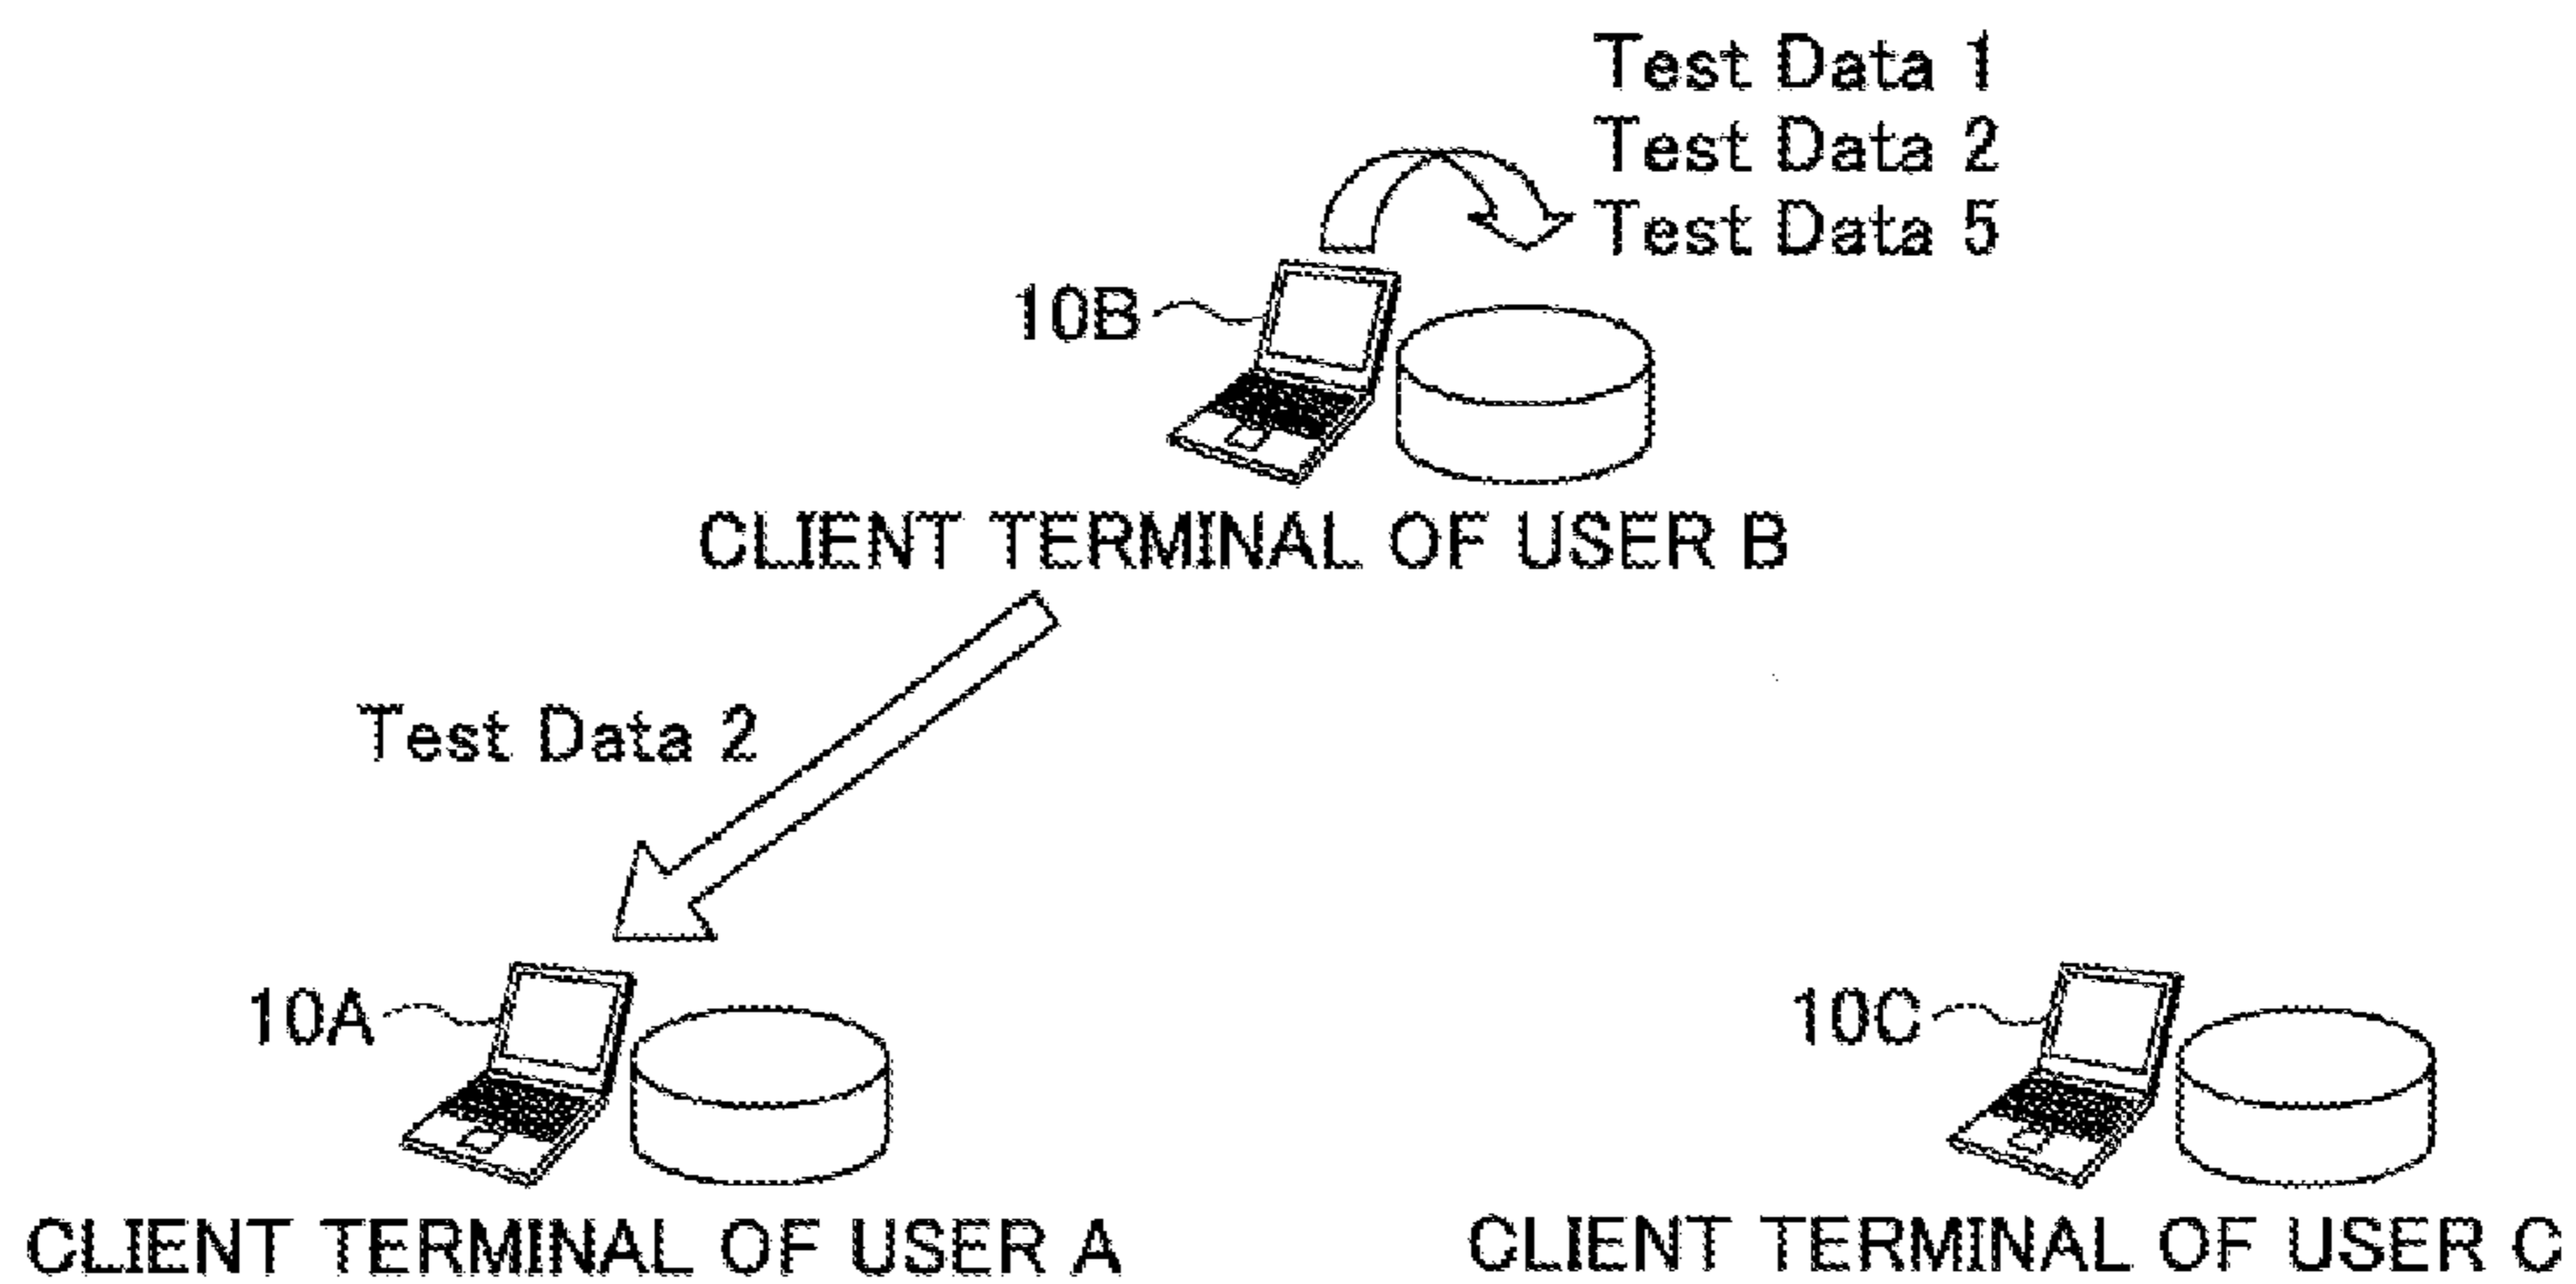 Test Data 1
Test Data 2
Test Data 5
10B
CLIENT TERMINAL OF USER B
Test Data 2
10A
10C
CLIENT TERMINAL OF USER A
CLIENT TERMINAL OF USER C